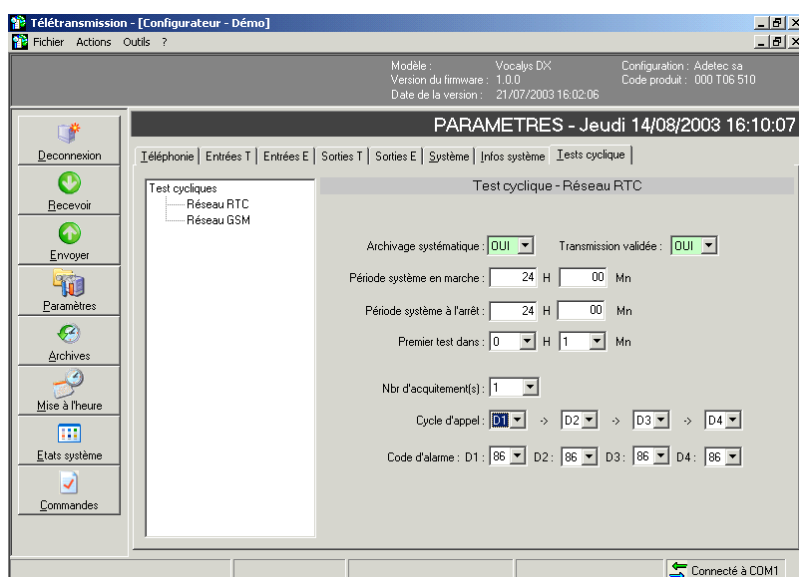 Télétransmission - [Configurateur - Démo]
Fichier Actions Outils ?
Modèle : Vocalys DX Configuration : Adetec sa
Version du firmware : 1.0.0 Code produit : 000 T06 510
Date de la version : 21/07/2003 16:02:06
PARAMETRES - Jeudi 14/08/2003 16:10:07
Deconnexion
Recevoir
Envoyer
Paramètres
Archives
Mise à l'heure
Etats système
Commandes
Téléphonie Entrées T Entrées E Sorties T Sorties E Système Infos système Tests cyclique
Test cycliques
Réseau RTC
Réseau GSM
Test cyclique - Réseau RTC
Archivage systématique : OUI Transmission validée : OUI
Période système en marche : 24 H 00 Mn
Période système à l'arrêt : 24 H 00 Mn
Premier test dans : 0 H 1 Mn
Nbr d'acquitement(s) : 1
Cycle d'appel : D1 -> D2 -> D3 -> D4
Code d'alarme : D1 : 86 D2 : 86 D3 : 86 D4 : 86
Connecté à COM1